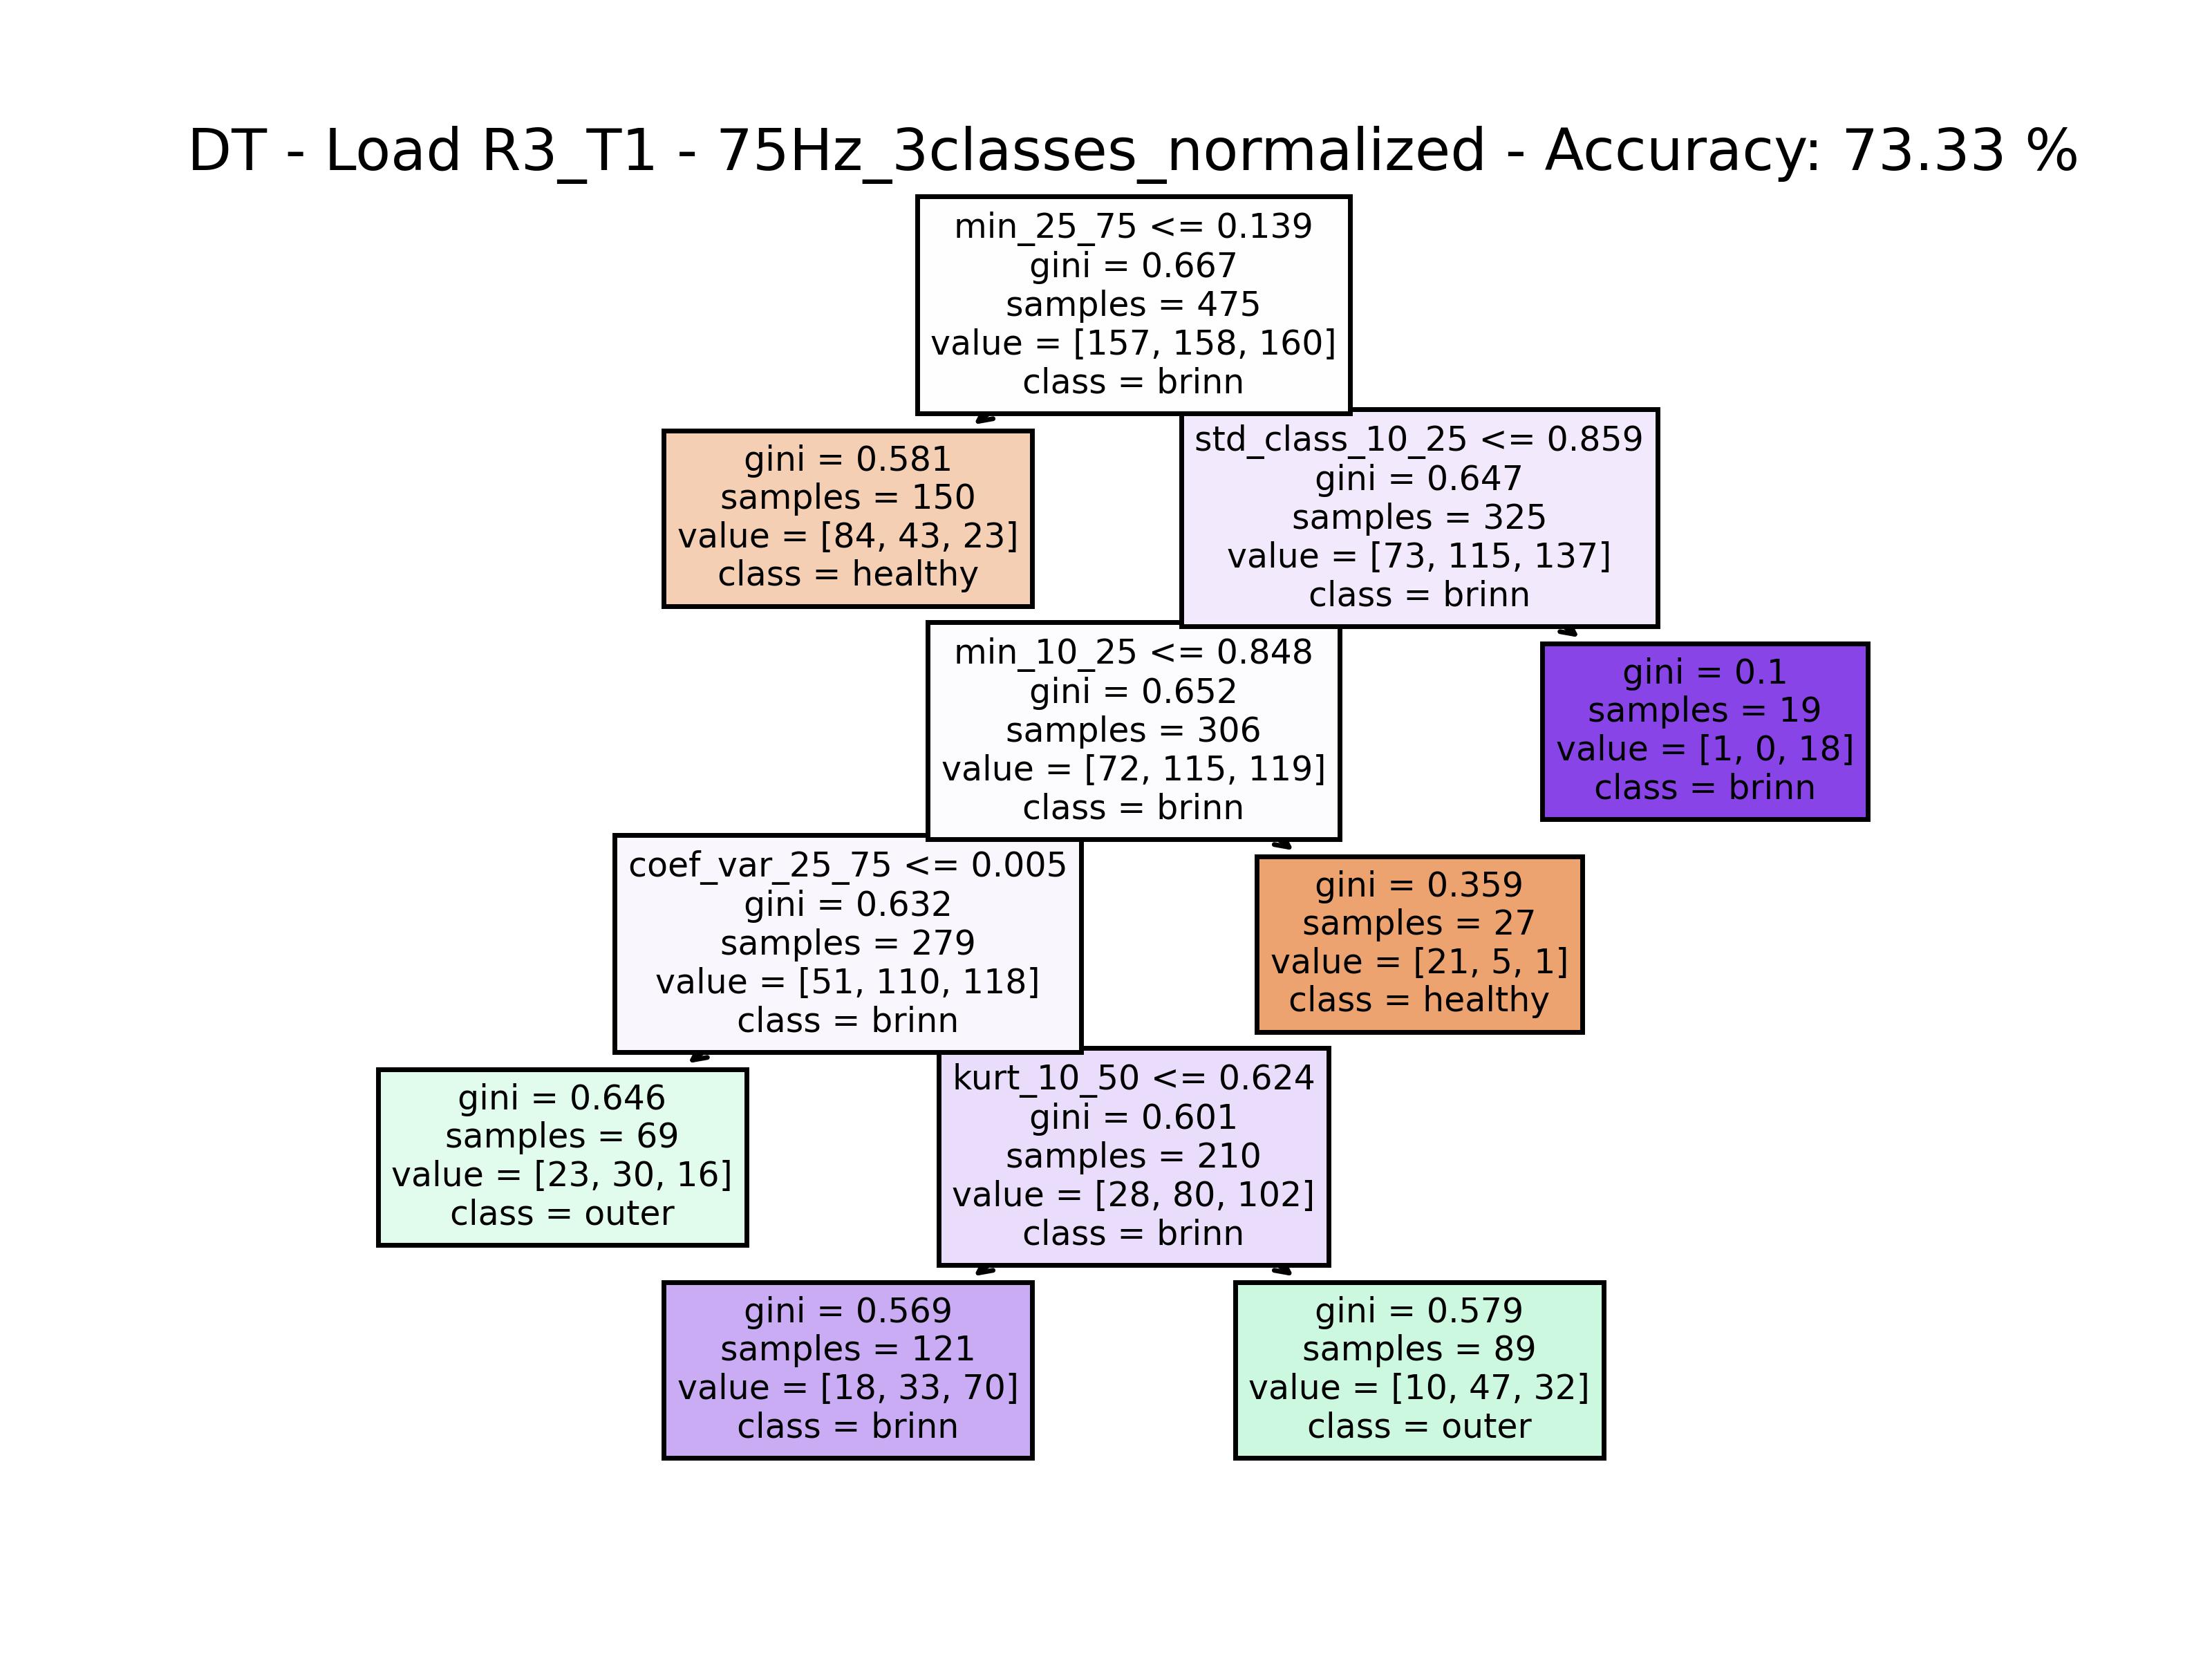 DT - Load R3_T1 - 75Hz_3classes_normalized - Accuracy: 73.33 %
min_25_75 <= 0.139
gini = 0.667
samples = 475
value = [157, 158, 160]
class = brinn
gini = 0.581
samples = 150
value = [84, 43, 23]
class = healthy
std_class_10_25 <= 0.859
gini = 0.647
samples = 325
value = [73, 115, 137]
class = brinn
min_10_25 <= 0.848
gini = 0.652
samples = 306
value = [72, 115, 119]
class = brinn
gini = 0.1
samples = 19
value = [1, 0, 18]
class = brinn
coef_var_25_75 <= 0.005
gini = 0.632
samples = 279
value = [51, 110, 118]
class = brinn
gini = 0.359
samples = 27
value = [21, 5, 1]
class = healthy
gini = 0.646
samples = 69
value = [23, 30, 16]
class = outer
kurt_10_50 <= 0.624
gini = 0.601
samples = 210
value = [28, 80, 102]
class = brinn
gini = 0.569
samples = 121
value = [18, 33, 70]
class = brinn
gini = 0.579
samples = 89
value = [10, 47, 32]
class = outer